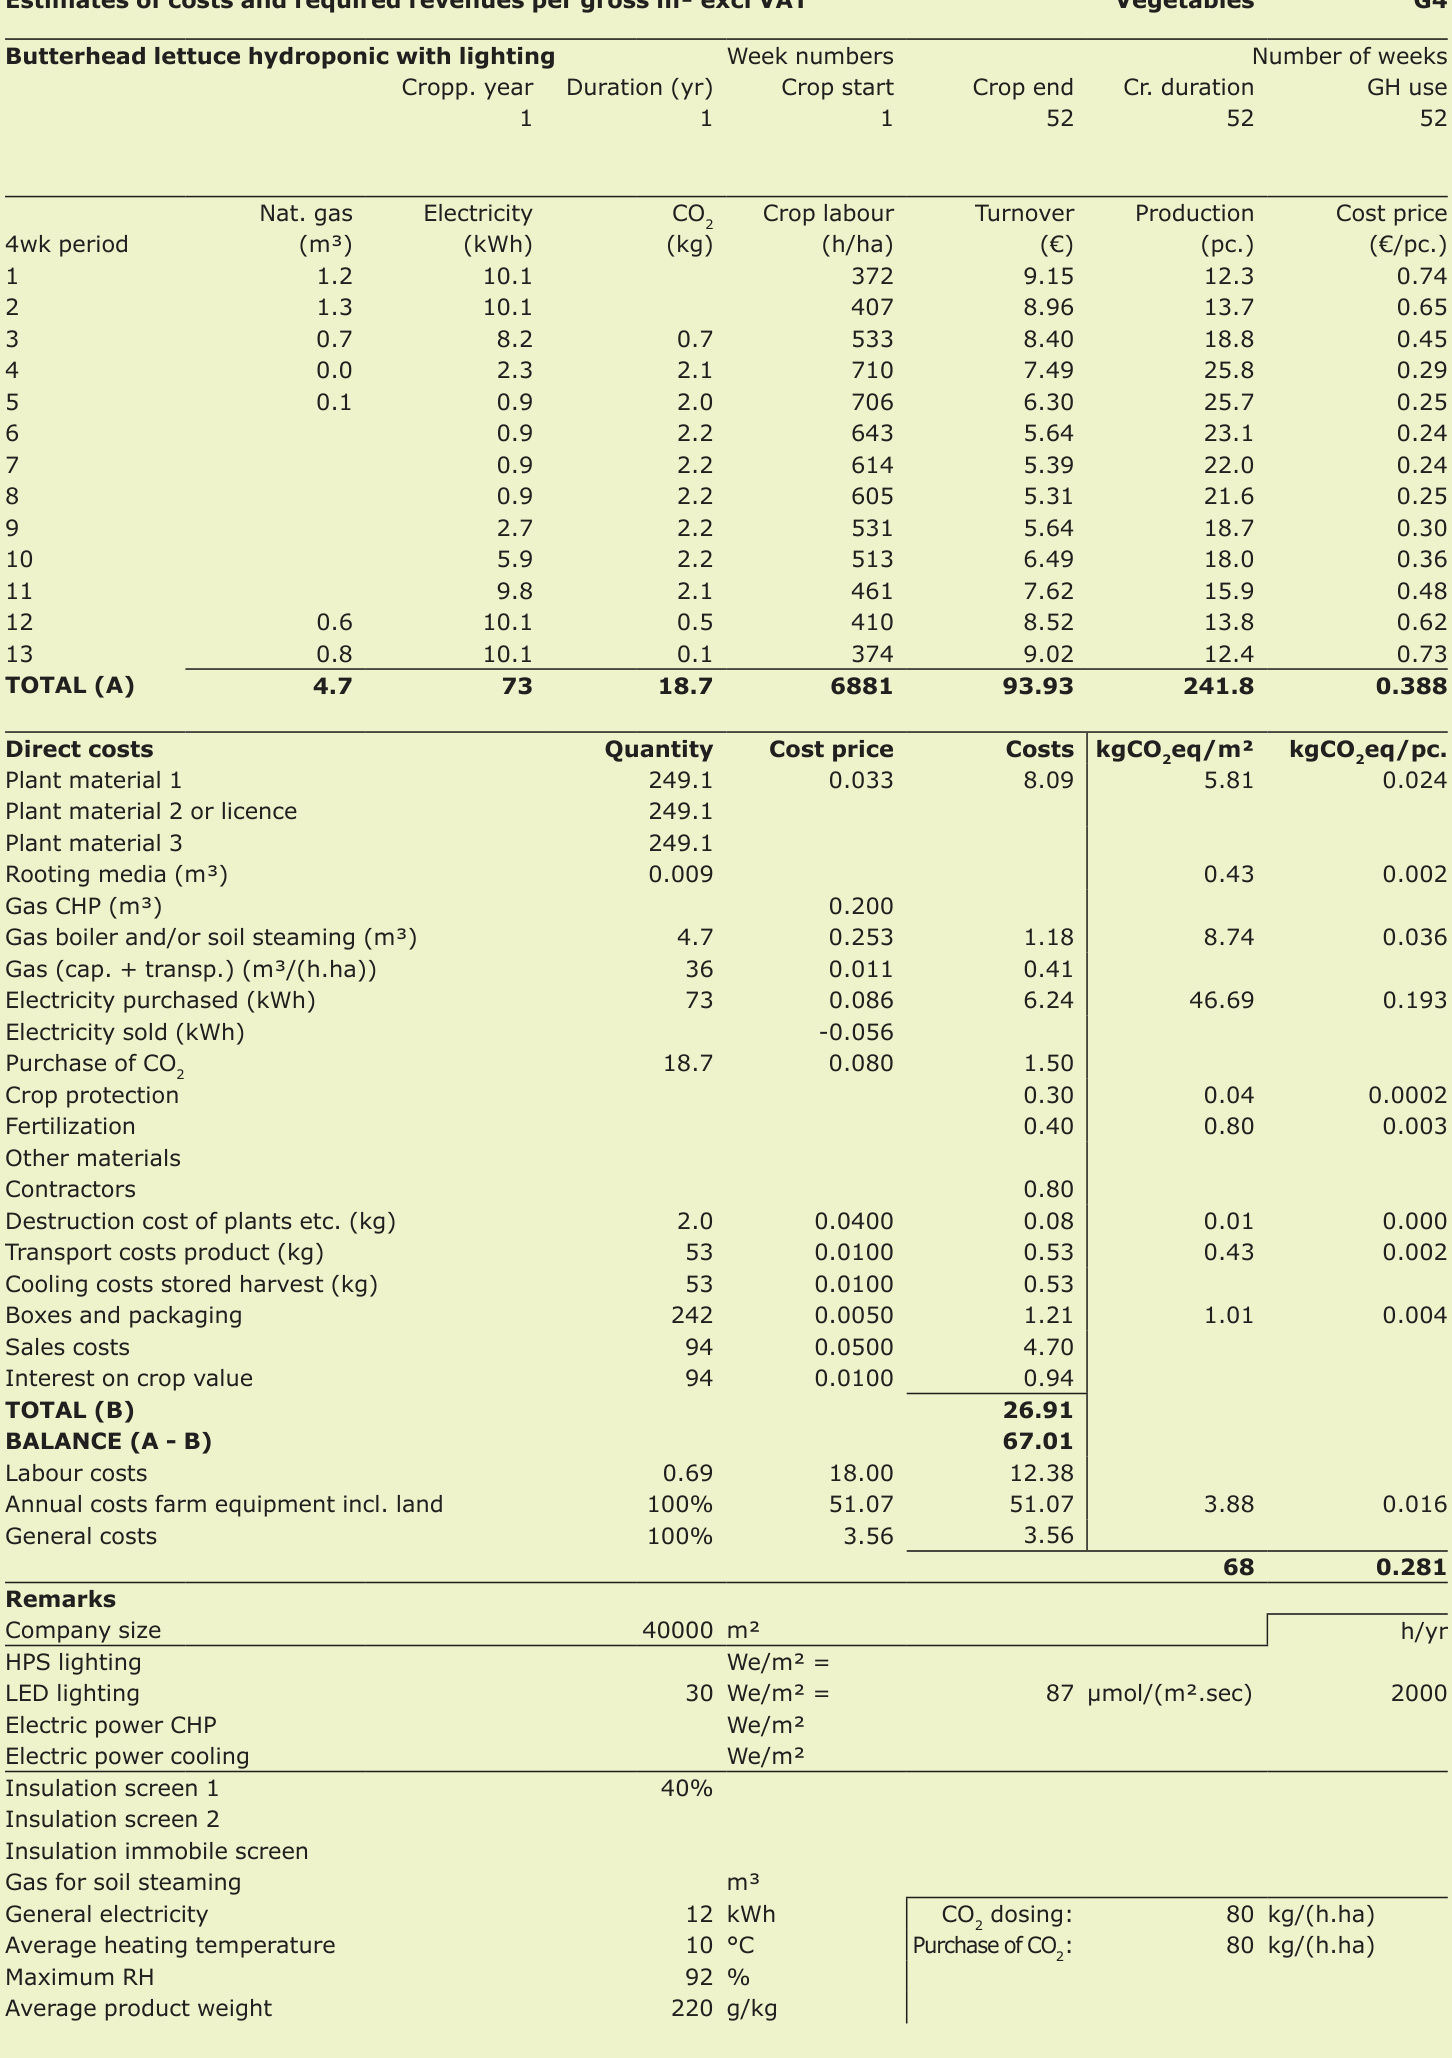 Estimates of costs and required revenues per gross m² excl VAT Vegetables G4
Butterhead lettuce hydroponic with lighting Week numbers Number of weeks
Cropp. year Duration (yr) Crop start Crop end Cr. duration GH use
1 1 1 52 52 52
Nat. gas Electricity CO₂ Crop labour Turnover Production Cost price
4wk period (m³) (kWh) (kg) (h/ha) (€) (pc.) (€/pc.)
1 1.2 10.1 372 9.15 12.3 0.74
2 1.3 10.1 407 8.96 13.7 0.65
3 0.7 8.2 0.7 533 8.40 18.8 0.45
4 0.0 2.3 2.1 710 7.49 25.8 0.29
5 0.1 0.9 2.0 706 6.30 25.7 0.25
6 0.9 2.2 643 5.64 23.1 0.24
7 0.9 2.2 614 5.39 22.0 0.24
8 0.9 2.2 605 5.31 21.6 0.25
9 2.7 2.2 531 5.64 18.7 0.30
10 5.9 2.2 513 6.49 18.0 0.36
11 9.8 2.1 461 7.62 15.9 0.48
12 0.6 10.1 0.5 410 8.52 13.8 0.62
13 0.8 10.1 0.1 374 9.02 12.4 0.73
TOTAL (A) 4.7 73 18.7 6881 93.93 241.8 0.388
Direct costs Quantity Cost price Costs kgCO₂eq/m² kgCO₂eq/pc.
Plant material 1 249.1 0.033 8.09 5.81 0.024
Plant material 2 or licence 249.1
Plant material 3 249.1
Rooting media (m³) 0.009 0.43 0.002
Gas CHP (m³) 0.200
Gas boiler and/or soil steaming (m³) 4.7 0.253 1.18 8.74 0.036
Gas (cap. + transp.) (m³/(h.ha)) 36 0.011 0.41
Electricity purchased (kWh) 73 0.086 6.24 46.69 0.193
Electricity sold (kWh) -0.056
Purchase of CO₂ 18.7 0.080 1.50
Crop protection 0.30 0.04 0.0002
Fertilization 0.40 0.80 0.003
Other materials
Contractors 0.80
Destruction cost of plants etc. (kg) 2.0 0.0400 0.08 0.01 0.000
Transport costs product (kg) 53 0.0100 0.53 0.43 0.002
Cooling costs stored harvest (kg) 53 0.0100 0.53
Boxes and packaging 242 0.0050 1.21 1.01 0.004
Sales costs 94 0.0500 4.70
Interest on crop value 94 0.0100 0.94
TOTAL (B) 26.91
BALANCE (A - B) 67.01
Labour costs 0.69 18.00 12.38
Annual costs farm equipment incl. land 100% 51.07 51.07 3.88 0.016
General costs 100% 3.56 3.56
68 0.281
Remarks
Company size 40000 m² h/yr
HPS lighting We/m² =
LED lighting 30 We/m² = 87 µmol/(m².sec) 2000
Electric power CHP We/m²
Electric power cooling We/m²
Insulation screen 1 40%
Insulation screen 2
Insulation immobile screen
Gas for soil steaming m³
General electricity 12 kWh CO₂ dosing: 80 kg/(h.ha)
Average heating temperature 10 °C Purchase of CO₂: 80 kg/(h.ha)
Maximum RH 92 %
Average product weight 220 g/kg